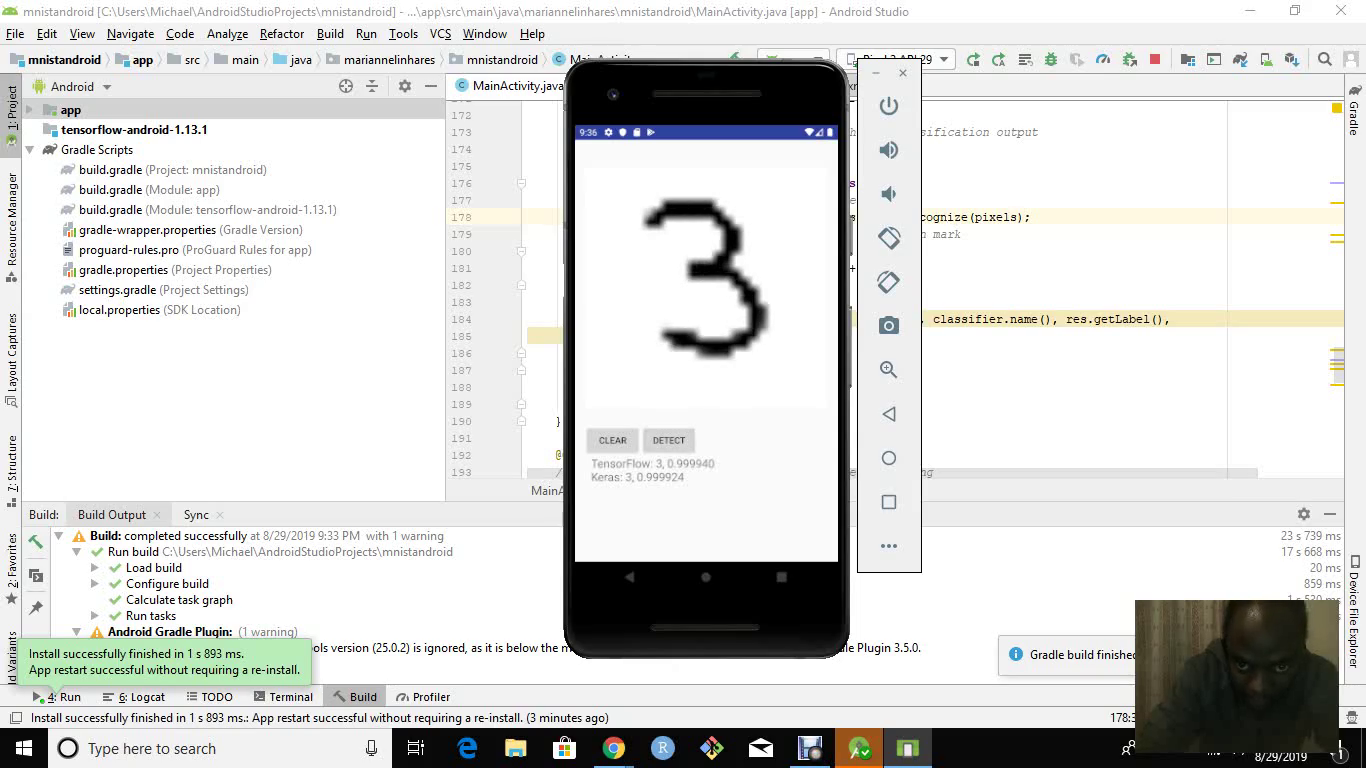 mnistandroid [C:\Users\Michael\AndroidStudioProjects\mnistandroid] - ...\app\src\main\java\mariannelinhares\mnistandroid\MainActivity.java [app] - Android Studio
File Edit View Navigate Code Analyze Refactor Build Run Tools VCS Window Help
mnistandroid app src main java mariannelinhares mnistandroid
Android
MainActivity.java
1: Project
Resource Manager
Layout Captures
7: Structure
2: Favorites
Variants
Gradle
Device File Explorer
app
tensorflow-android-1.13.1
Gradle Scripts
build.gradle (Project: mnistandroid)
build.gradle (Module: app)
build.gradle (Module: tensorflow-android-1.13.1)
gradle-wrapper.properties (Gradle Version)
proguard-rules.pro (ProGuard Rules for app)
gradle.properties (Project Properties)
settings.gradle (Project Settings)
local.properties (SDK Location)
172
173 sification output
174
175
176
177
178 cognize(pixels);
179 mark
180
181 +
182
183
184 , classifier.name(), res.getLabel(),
185
186
187
188
189
190 }
191
192 @
193 //
9:36
3
CLEAR DETECT
TensorFlow: 3, 0.999940
Keras: 3, 0.999924
Build: Build Output Sync
Build: completed successfully at 8/29/2019 9:33 PM with 1 warning 23 s 739 ms
Run build C:\Users\Michael\AndroidStudioProjects\mnistandroid 17 s 668 ms
Load build 20 ms
Configure build 859 ms
Calculate task graph 1 s 530 ms
Run tasks
Android Gradle Plugin: (1 warning)
ools version (25.0.2) is ignored, as it is below the m le Plugin 3.5.0.
Install successfully finished in 1 s 893 ms.
App restart successful without requiring a re-install.
Gradle build finished
4: Run 6: Logcat TODO Terminal Build Profiler
Install successfully finished in 1 s 893 ms.: App restart successful without requiring a re-install. (3 minutes ago)
Type here to search
8/29/2019